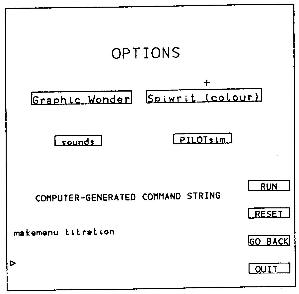 OPTIONS
+
Graphic Wonder Spiwrit (colour)
sounds PILOTsim
RUN
COMPUTER-GENERATED COMMAND STRING
RESET
makemenu titration
GO BACK
>
QUIT